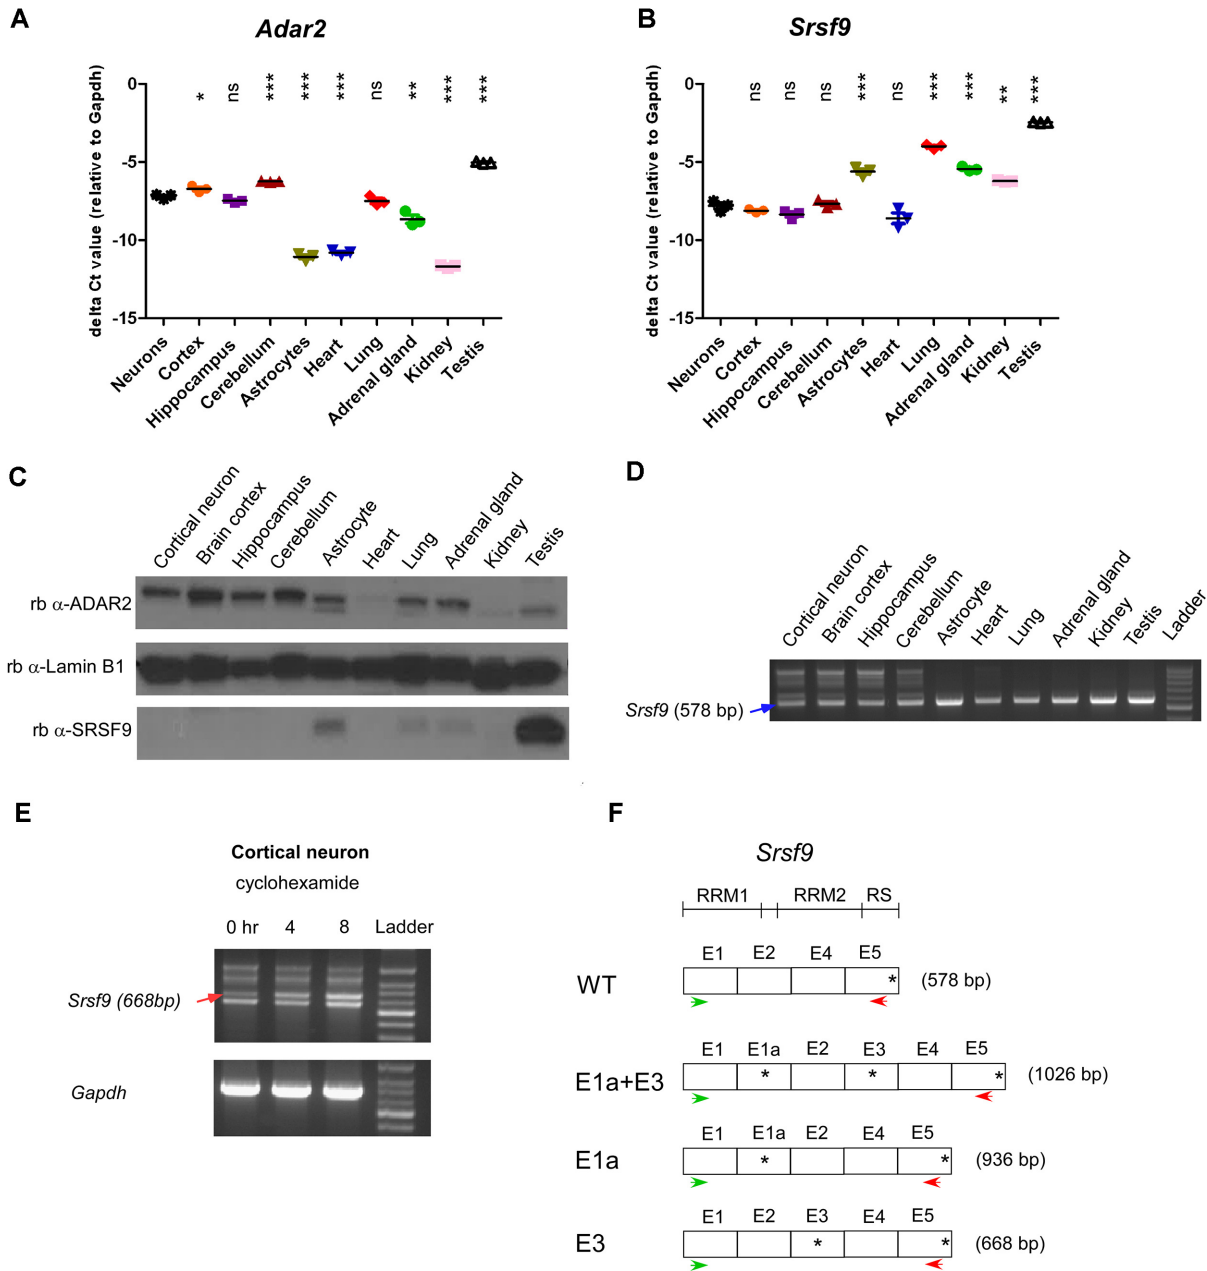 A
Adar2
delta Ct value (relative to Gapdh)
0
-5
-10
-15
* ns *** *** *** ns ** *** ***
Neurons
Cortex
Hippocampus
Cerebellum
Astrocytes
Heart
Lung
Adrenal gland
Kidney
Testis
B
Srsf9
delta Ct value (relative to Gapdh)
0
-5
-10
-15
ns ns ns *** ns *** *** ** ***
Neurons
Cortex
Hippocampus
Cerebellum
Astrocytes
Heart
Lung
Adrenal gland
Kidney
Testis
C
Cortical neuron
Brain cortex
Hippocampus
Cerebellum
Astrocyte
Heart
Lung
Adrenal gland
Kidney
Testis
rb α-ADAR2
rb α-Lamin B1
rb α-SRSF9
D
Cortical neuron
Brain cortex
Hippocampus
Cerebellum
Astrocyte
Heart
Lung
Adrenal gland
Kidney
Testis
Ladder
Srsf9 (578 bp)
E
Cortical neuron
cyclohexamide
0 hr 4 8 Ladder
Srsf9 (668bp)
Gapdh
F
Srsf9
RRM1 RRM2 RS
E1 E2 E4 E5
WT * (578 bp)
E1 E1a E2 E3 E4 E5
E1a+E3 * * * (1026 bp)
E1 E1a E2 E4 E5
E1a * * (936 bp)
E1 E2 E3 E4 E5
E3 * * (668 bp)